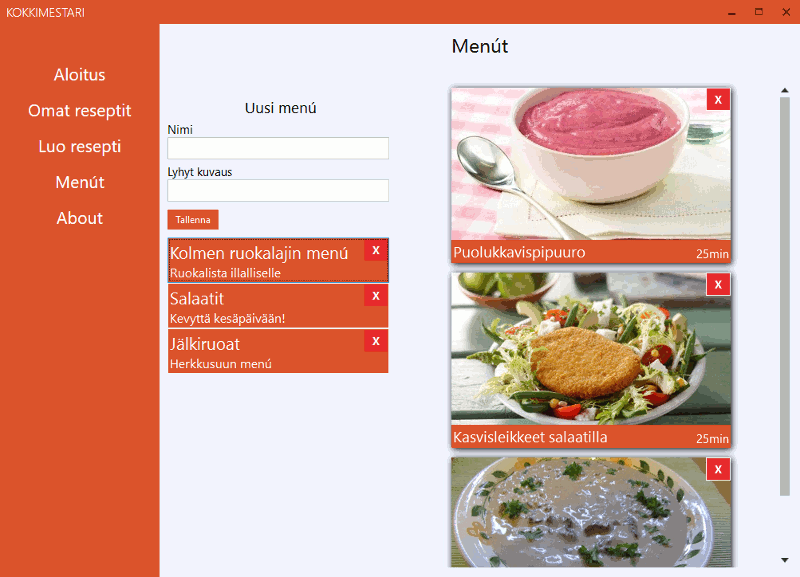 KOKKIMESTARI
Aloitus
Omat reseptit
Luo resepti
Menút
About
Uusi menú
Nimi
Lyhyt kuvaus
Tallenna
Kolmen ruokalajin menú
X
Ruokalista illalliselle
Salaatit
X
Kevyttä kesäpäivään!
Jälkiruoat
X
Herkkusuun menú
Menút
X
Puolukkavispipuuro
25min
X
Kasvisleikkeet salaatilla
25min
X